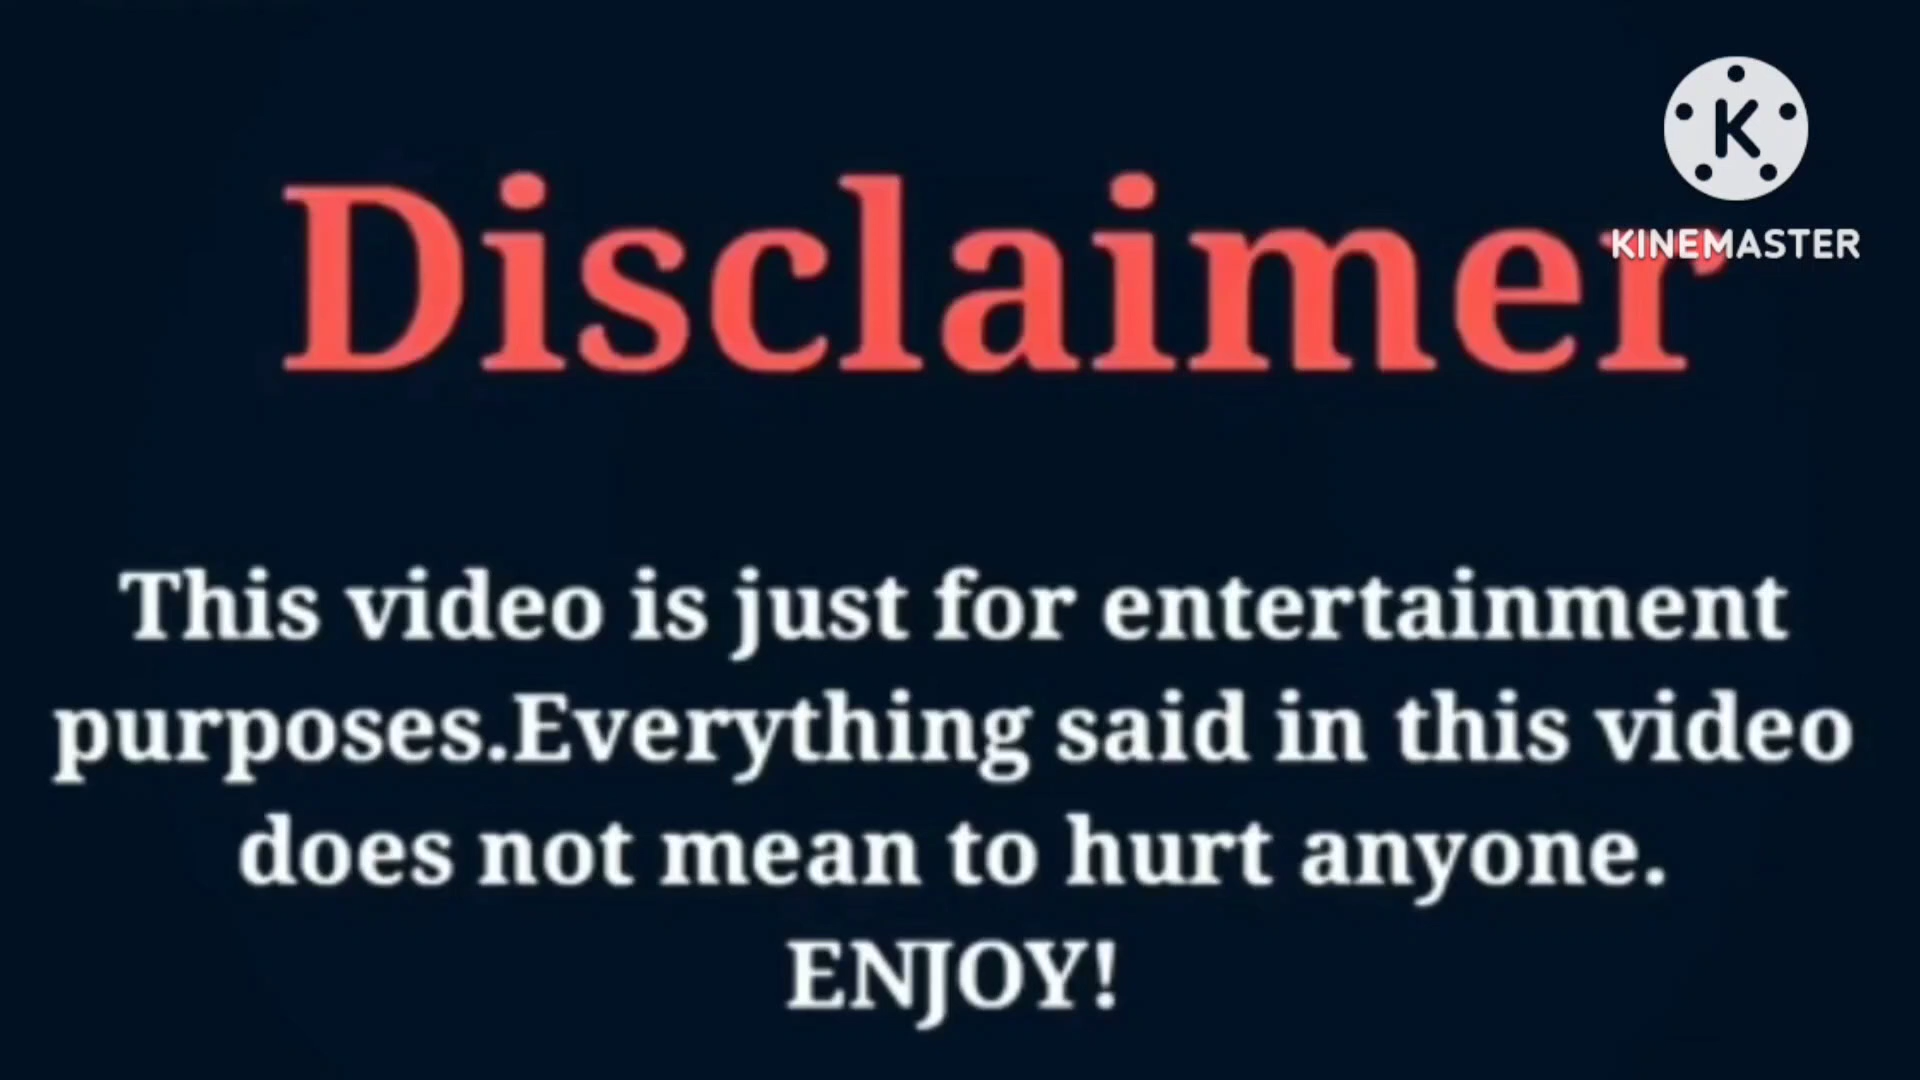 K
KINEMASTER
Disclaimer
This video is just for entertainment
purposes.Everything said in this video
does not mean to hurt anyone.
ENJOY!